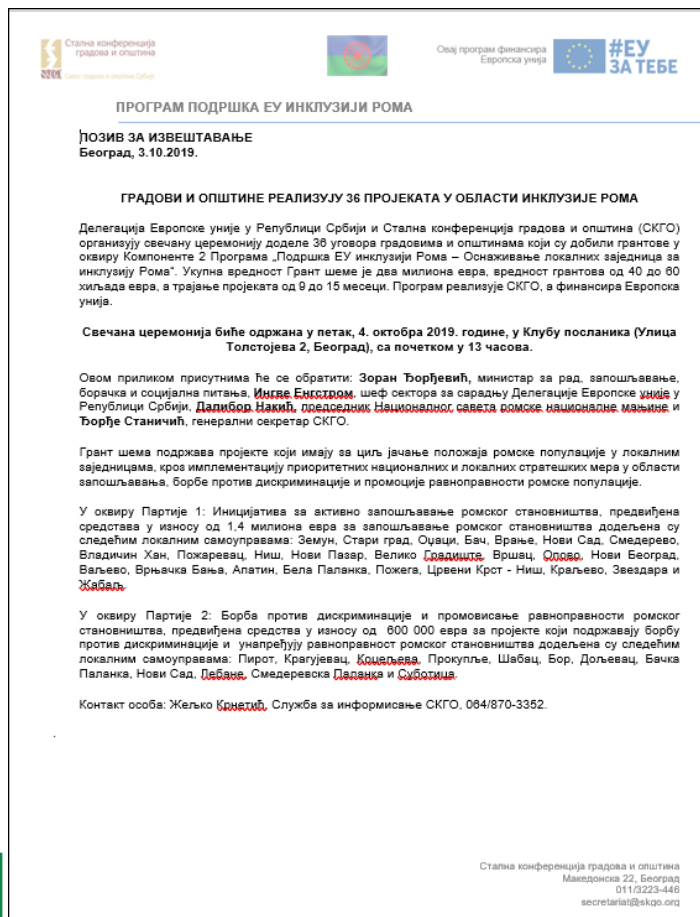 Стална конференција
градова и општина
Савез градова и општина Србије
Овај програм финансира
Европска унија
#ЕУ
ЗА ТЕБЕ
ПРОГРАМ ПОДРШКА ЕУ ИНКЛУЗИЈИ РОМА
ПОЗИВ ЗА ИЗВЕШТАВАЊЕ
Београд, 3.10.2019.
ГРАДОВИ И ОПШТИНЕ РЕАЛИЗУЈУ 36 ПРОЈЕКАТА У ОБЛАСТИ ИНКЛУЗИЈЕ РОМА
Делегација Европске уније у Републици Србији и Стална конференција градова и општина (СКГО)
организују свечану церемонију доделе 36 уговора градовима и општинама који су добили грантове у
оквиру Компоненте 2 Програма „Подршка ЕУ инклузији Рома – Оснаживање локалних заједница за
инклузију Рома“. Укупна вредност Грант шеме је два милиона евра, вредност грантова од 40 до 60
хиљада евра, а трајање пројеката од 9 до 15 месеци. Програм реализује СКГО, а финансира Европска
унија.
Свечана церемонија биће одржана у петак, 4. октобра 2019. године, у Клубу посланика (Улица
Толстојева 2, Београд), са почетком у 13 часова.
Овом приликом присутнима ће се обратити: Зоран Ђорђевић, министар за рад, запошљавање,
борачка и социјална питања, Ингве Енгстром, шеф сектора за сарадњу Делегације Европске уније у
Републици Србији, Далибор Накић, председник Националног савета ромске националне мањине и
Ђорђе Станичић, генерални секретар СКГО.
Грант шема подржава пројекте који имају за циљ јачање положаја ромске популације у локалним
заједницама, кроз имплементацију приоритетних националних и локалних стратешких мера у области
запошљавања, борбе против дискриминације и промоције равноправности ромске популације.
У оквиру Партије 1: Иницијатива за активно запошљавање ромског становништва, предвиђена
средстава у износу од 1,4 милиона евра за запошљавање ромског становништва додељена су
следећим локалним самоуправама: Земун, Стари град, Оџаци, Бач, Врање, Нови Сад, Смедерево,
Владичин Хан, Пожаревац, Ниш, Нови Пазар, Велико Градиште, Вршац, Опово, Нови Београд,
Ваљево, Врњачка Бања, Апатин, Бела Паланка, Пожега, Црвени Крст - Ниш, Краљево, Звездара и
Жабаљ.
У оквиру Партије 2: Борба против дискриминације и промовисање равноправности ромског
становништва, предвиђена средства у износу од 600 000 евра за пројекте који подржавају борбу
против дискриминације и унапређују равноправност ромског становништва додељена су следећим
локалним самоуправама: Пирот, Крагујевац, Коцељева, Прокупље, Шабац, Бор, Дољевац, Бачка
Паланка, Нови Сад, Лебане, Смедеревска Паланка и Суботица.
Контакт особа: Жељко Крнетић, Служба за информисање СКГО, 064/870-3352.
.
Стална конференција градова и општина
Македонска 22, Београд
011/3223-446
secretariat@skgo.org